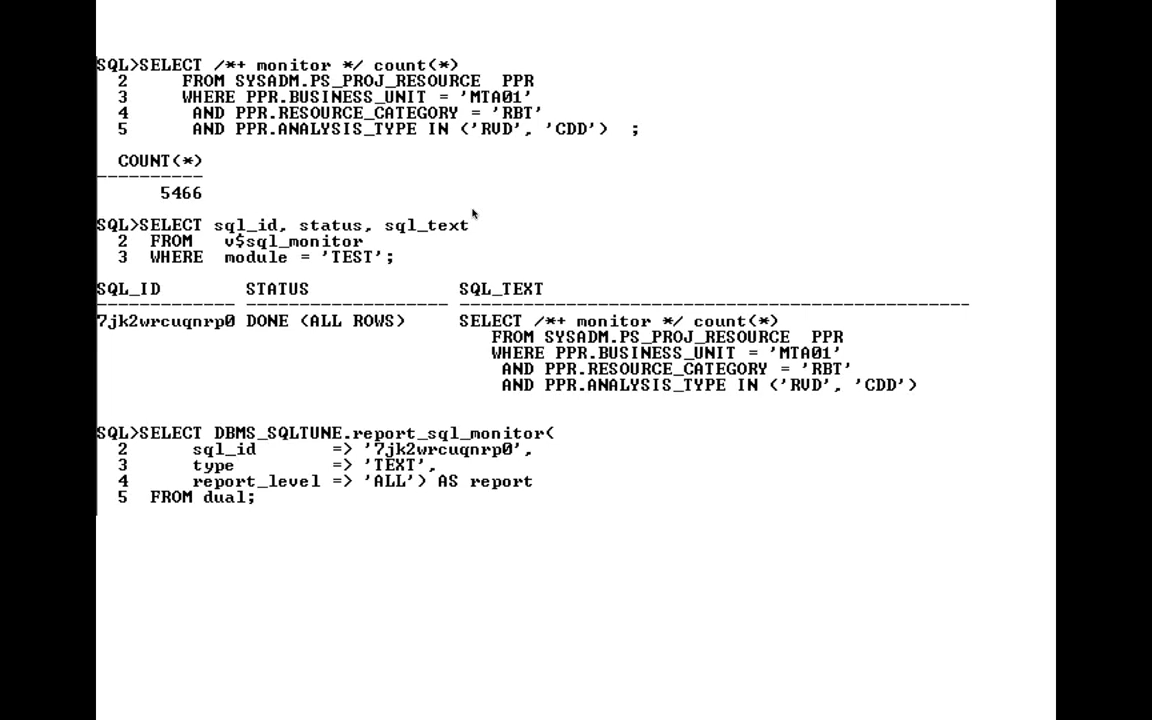 SQL>SELECT /*+ monitor */ count(*)
  2     FROM SYSADM.PS_PROJ_RESOURCE  PPR
  3     WHERE PPR.BUSINESS_UNIT = 'MTA01'
  4      AND PPR.RESOURCE_CATEGORY = 'RBT'
  5      AND PPR.ANALYSIS_TYPE IN ('RVD', 'CDD')  ;
  COUNT(*)
----------
      5466
SQL>SELECT sql_id, status, sql_text
  2  FROM   v$sql_monitor
  3  WHERE  module = 'TEST';
SQL_ID        STATUS              SQL_TEXT
------------- ------------------- ------------------------------------------------
7jk2wrcuqnrp0 DONE (ALL ROWS)     SELECT /*+ monitor */ count(*)
                                     FROM SYSADM.PS_PROJ_RESOURCE  PPR
                                     WHERE PPR.BUSINESS_UNIT = 'MTA01'
                                      AND PPR.RESOURCE_CATEGORY = 'RBT'
                                      AND PPR.ANALYSIS_TYPE IN ('RVD', 'CDD')
SQL>SELECT DBMS_SQLTUNE.report_sql_monitor(
  2      sql_id       => '7jk2wrcuqnrp0',
  3      type         => 'TEXT',
  4      report_level => 'ALL') AS report
  5  FROM dual;